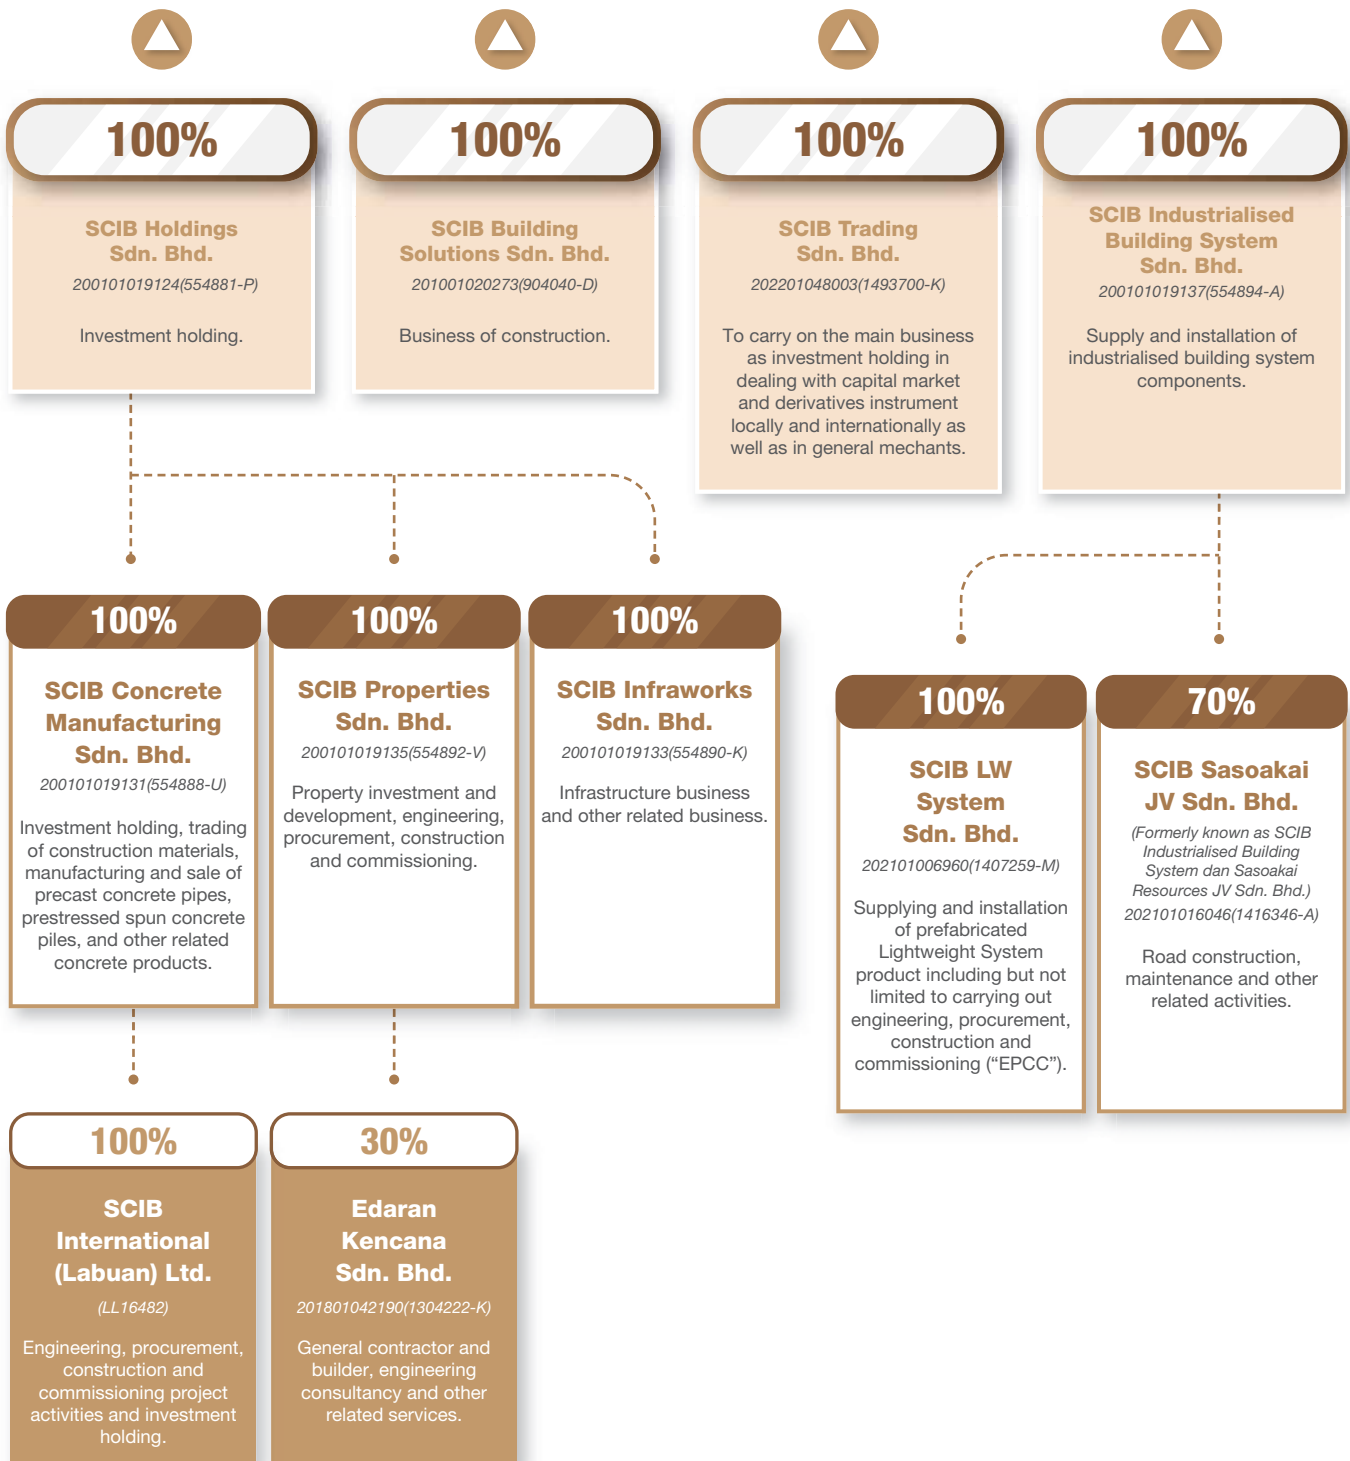 100%
SCIB Holdings
Sdn. Bhd.
200101019124(554881-P)
Investment holding.
100%
SCIB Building
Solutions Sdn. Bhd.
201001020273(904040-D)
Business of construction.
100%
SCIB Trading
Sdn. Bhd.
202201048003(1493700-K)
To carry on the main business
as investment holding in
dealing with capital market
and derivatives instrument
locally and internationally as
well as in general mechants.
100%
SCIB Industrialised
Building System
Sdn. Bhd.
200101019137(554894-A)
Supply and installation of
industrialised building system
components.
100%
SCIB Concrete
Manufacturing
Sdn. Bhd.
200101019131(554888-U)
Investment holding, trading
of construction materials,
manufacturing and sale of
precast concrete pipes,
prestressed spun concrete
piles, and other related
concrete products.
100%
SCIB Properties
Sdn. Bhd.
200101019135(554892-V)
Property investment and
development, engineering,
procurement, construction
and commissioning.
100%
SCIB Infraworks
Sdn. Bhd.
200101019133(554890-K)
Infrastructure business
and other related business.
100%
SCIB LW
System
Sdn. Bhd.
202101006960(1407259-M)
Supplying and installation
of prefabricated
Lightweight System
product including but not
limited to carrying out
engineering, procurement,
construction and
commissioning (“EPCC”).
70%
SCIB Sasoakai
JV Sdn. Bhd.
(Formerly known as SCIB
Industrialised Building
System dan Sasoakai
Resources JV Sdn. Bhd.)
202101016046(1416346-A)
Road construction,
maintenance and other
related activities.
100%
SCIB
International
(Labuan) Ltd.
(LL16482)
Engineering, procurement,
construction and
commissioning project
activities and investment
holding.
30%
Edaran
Kencana
Sdn. Bhd.
201801042190(1304222-K)
General contractor and
builder, engineering
consultancy and other
related services.